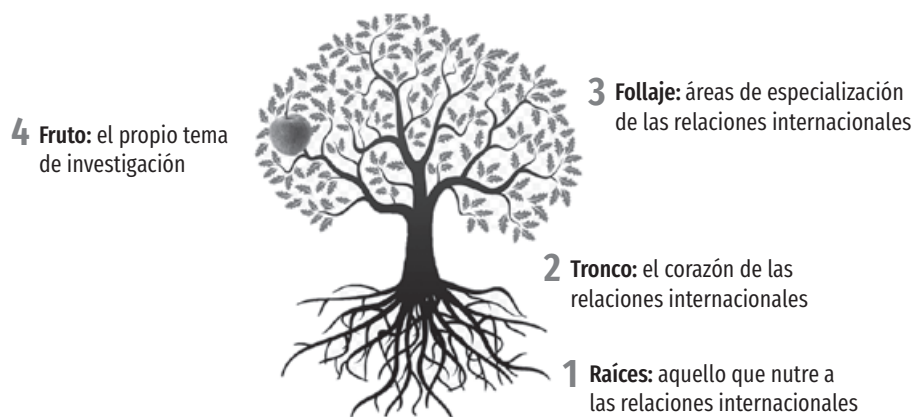 3 Follaje: áreas de especialización
de las relaciones internacionales
4 Fruto: el propio tema
de investigación
2 Tronco: el corazón de las
relaciones internacionales
1 Raíces: aquello que nutre a
las relaciones internacionales